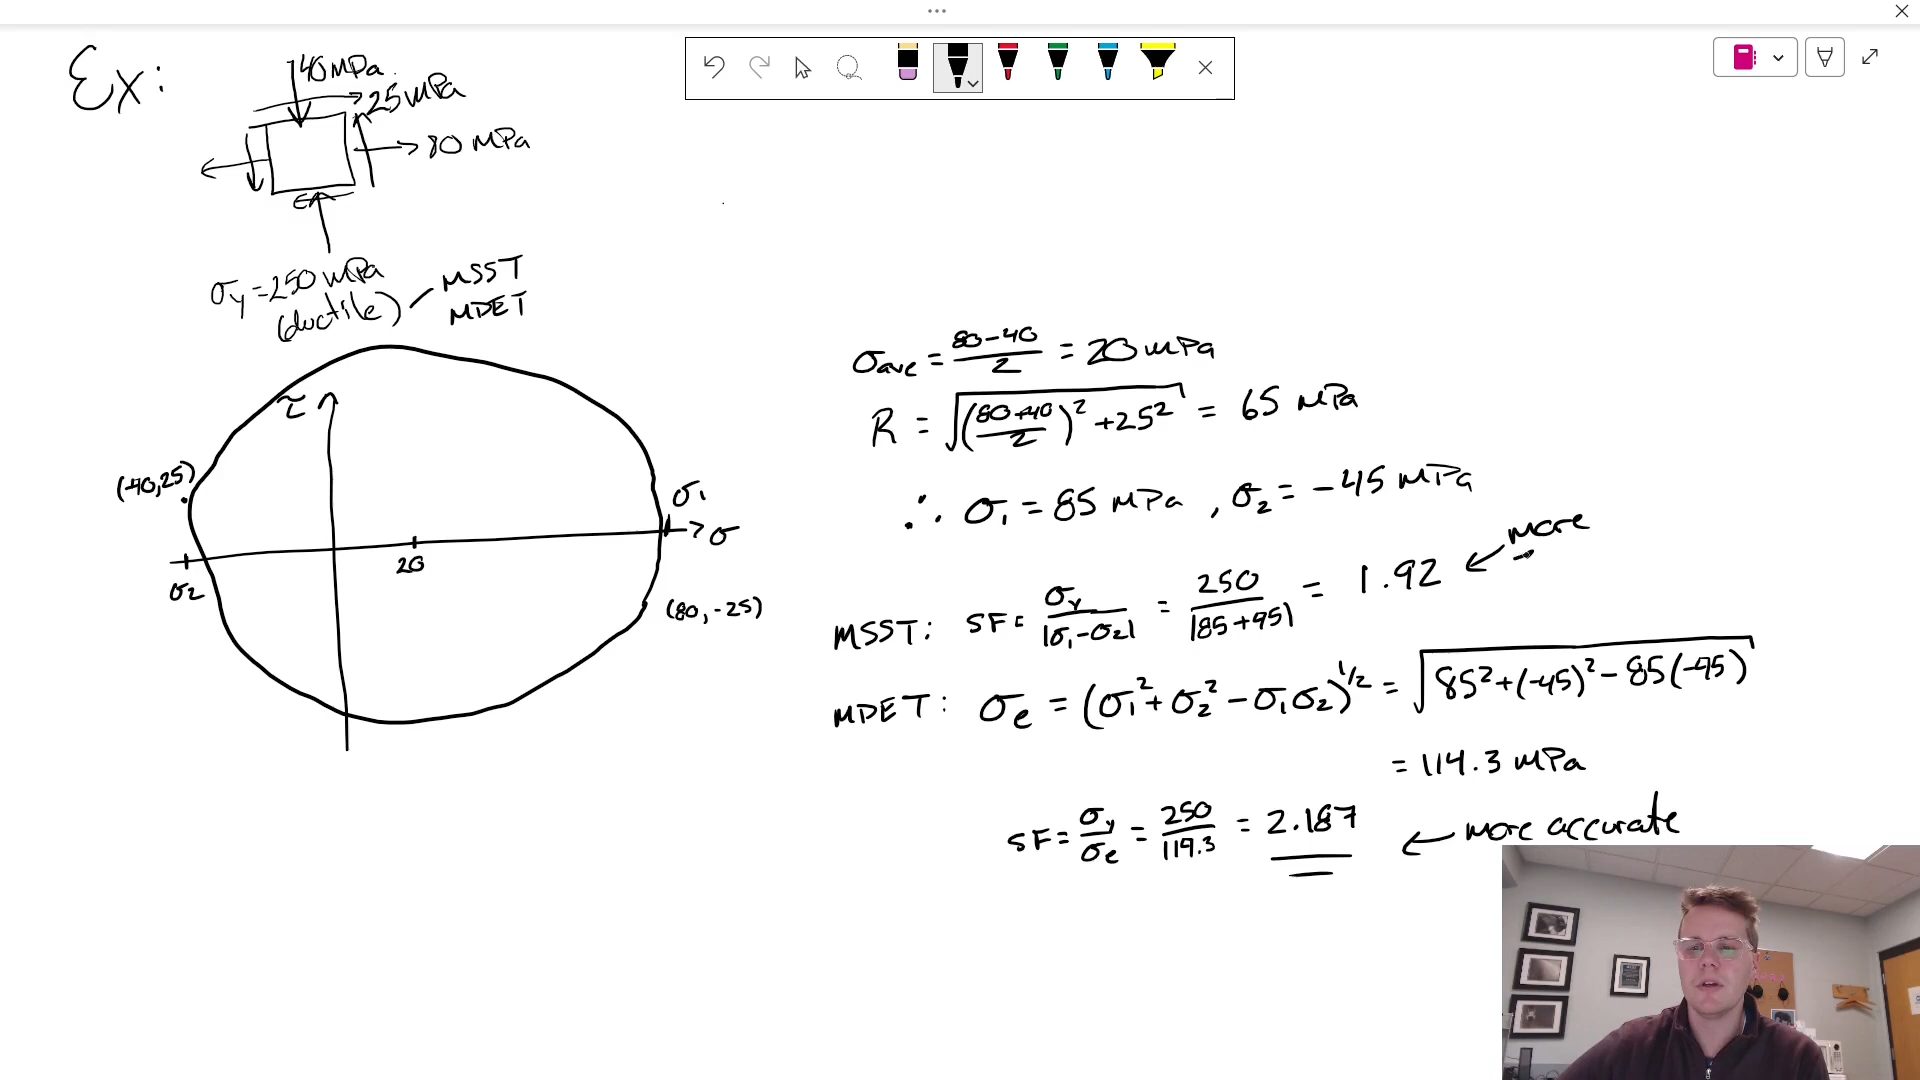 Ex:
40 MPa
25 MPa
80 MPa
σy = 250 MPa
(ductile)
MSST
MDET
τ
(-40, 25)
σ1
σ
20
σ2
(80, -25)
σave = (80-40)/2 = 20 MPa
R = √(((80+40)/2)² + 25²) = 65 MPa
∴ σ1 = 85 MPa, σ2 = -45 MPa
more
MSST: SF = σy/|σ1-σ2| = 250/|85+45| = 1.92 ←
MDET: σe = (σ1² + σ2² - σ1σ2)^1/2 = √(85² + (-45)² - 85(-45))
= 114.3 MPa
SF = σy/σe = 250/114.3 = 2.187 ← more accurate